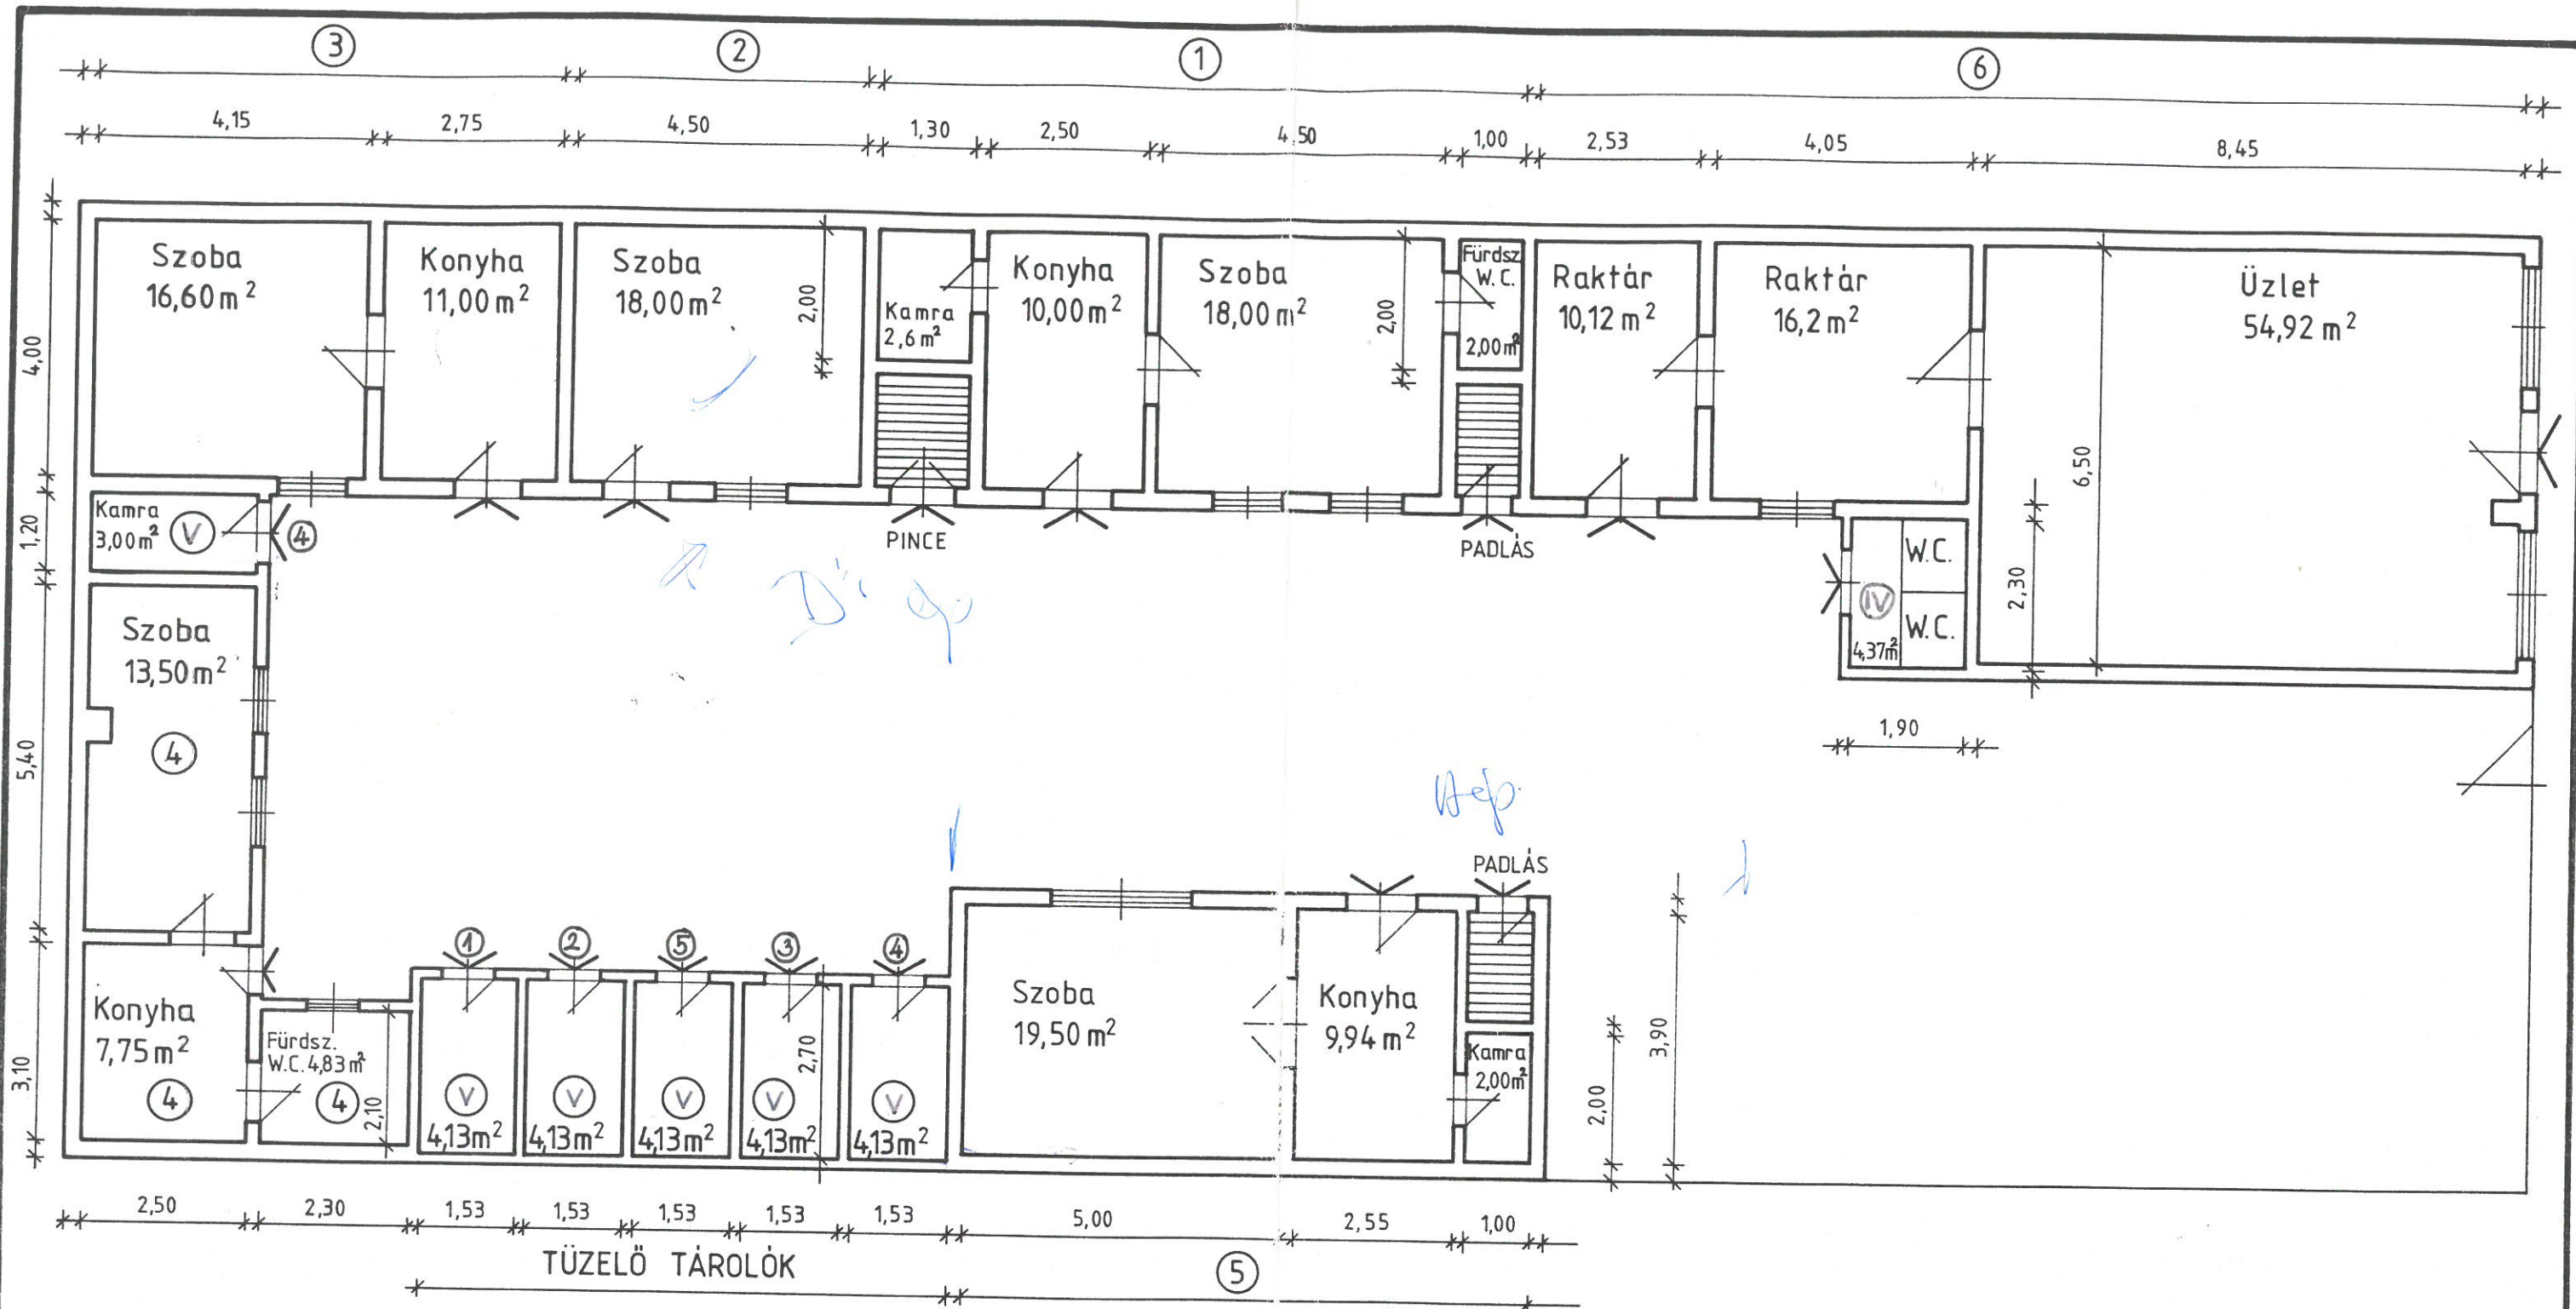 3 2 1 6
4,15 2,75 4,50 1,30 2,50 4,50 1,00 2,53 4,05 8,45
4,00
1,20
5,40
3,10
Szoba
16,60 m²
Konyha
11,00 m²
Szoba
18,00 m²
2,00
Kamra
2,6 m²
Konyha
10,00 m²
Szoba
18,00 m²
2,00
Fürdsz.
W.C.
2,00 m²
Raktár
10,12 m²
Raktár
16,2 m²
Üzlet
54,92 m²
6,50
Kamra
3,00 m²
V
4
PINCE
PADLÁS
W.C.
W.C.
IV
4,37 m²
2,30
1,90
Szoba
13,50 m²
4
Konyha
7,75 m²
4
Fürdsz.
W.C. 4,83 m²
4
2,10
1 2 5 3 4
V V V V V
4,13 m² 4,13 m² 4,13 m² 4,13 m² 4,13 m²
2,70
PADLÁS
Szoba
19,50 m²
Konyha
9,94 m²
Kamra
2,00 m²
2,00
3,90
2,50 2,30 1,53 1,53 1,53 1,53 1,53 5,00 2,55 1,00
TÜZELŐ TÁROLÓK
5